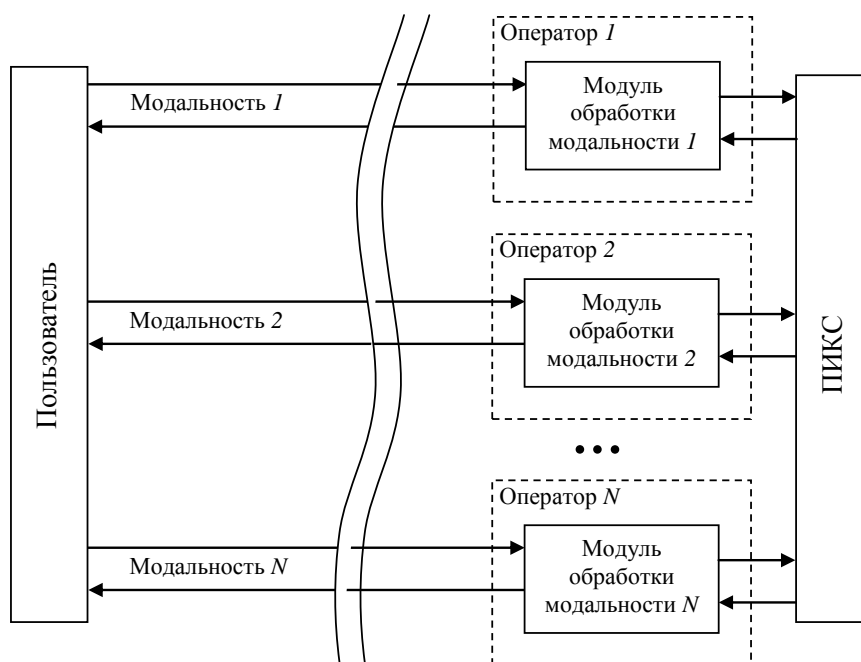 Оператор 1
Модальность 1
Модуль
обработки
модальности 1
Пользователь
Оператор 2
Модальность 2
Модуль
обработки
модальности 2
ПИКС
•••
Оператор N
Модальность N
Модуль
обработки
модальности N